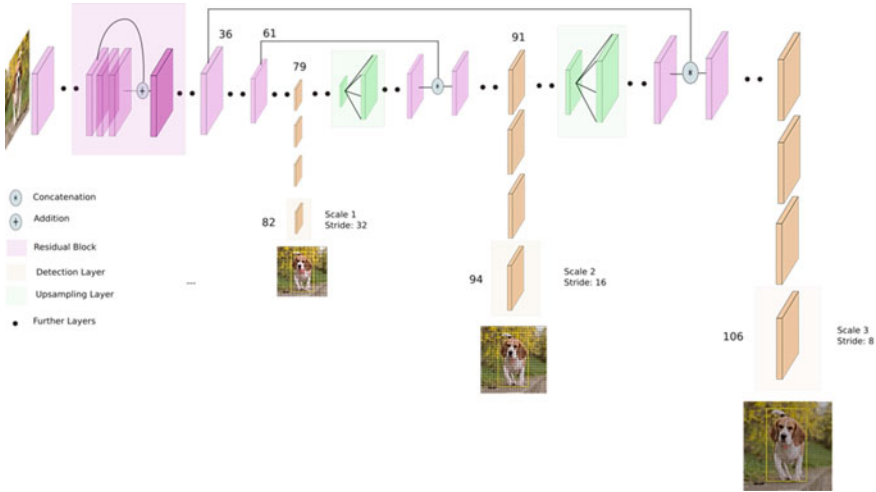 36
61
79
91
Concatenation
Addition
Residual Block
Detection Layer
Upsampling Layer
Further Layers
...
82
Scale 1
Stride: 32
94
Scale 2
Stride: 16
106
Scale 3
Stride: 8